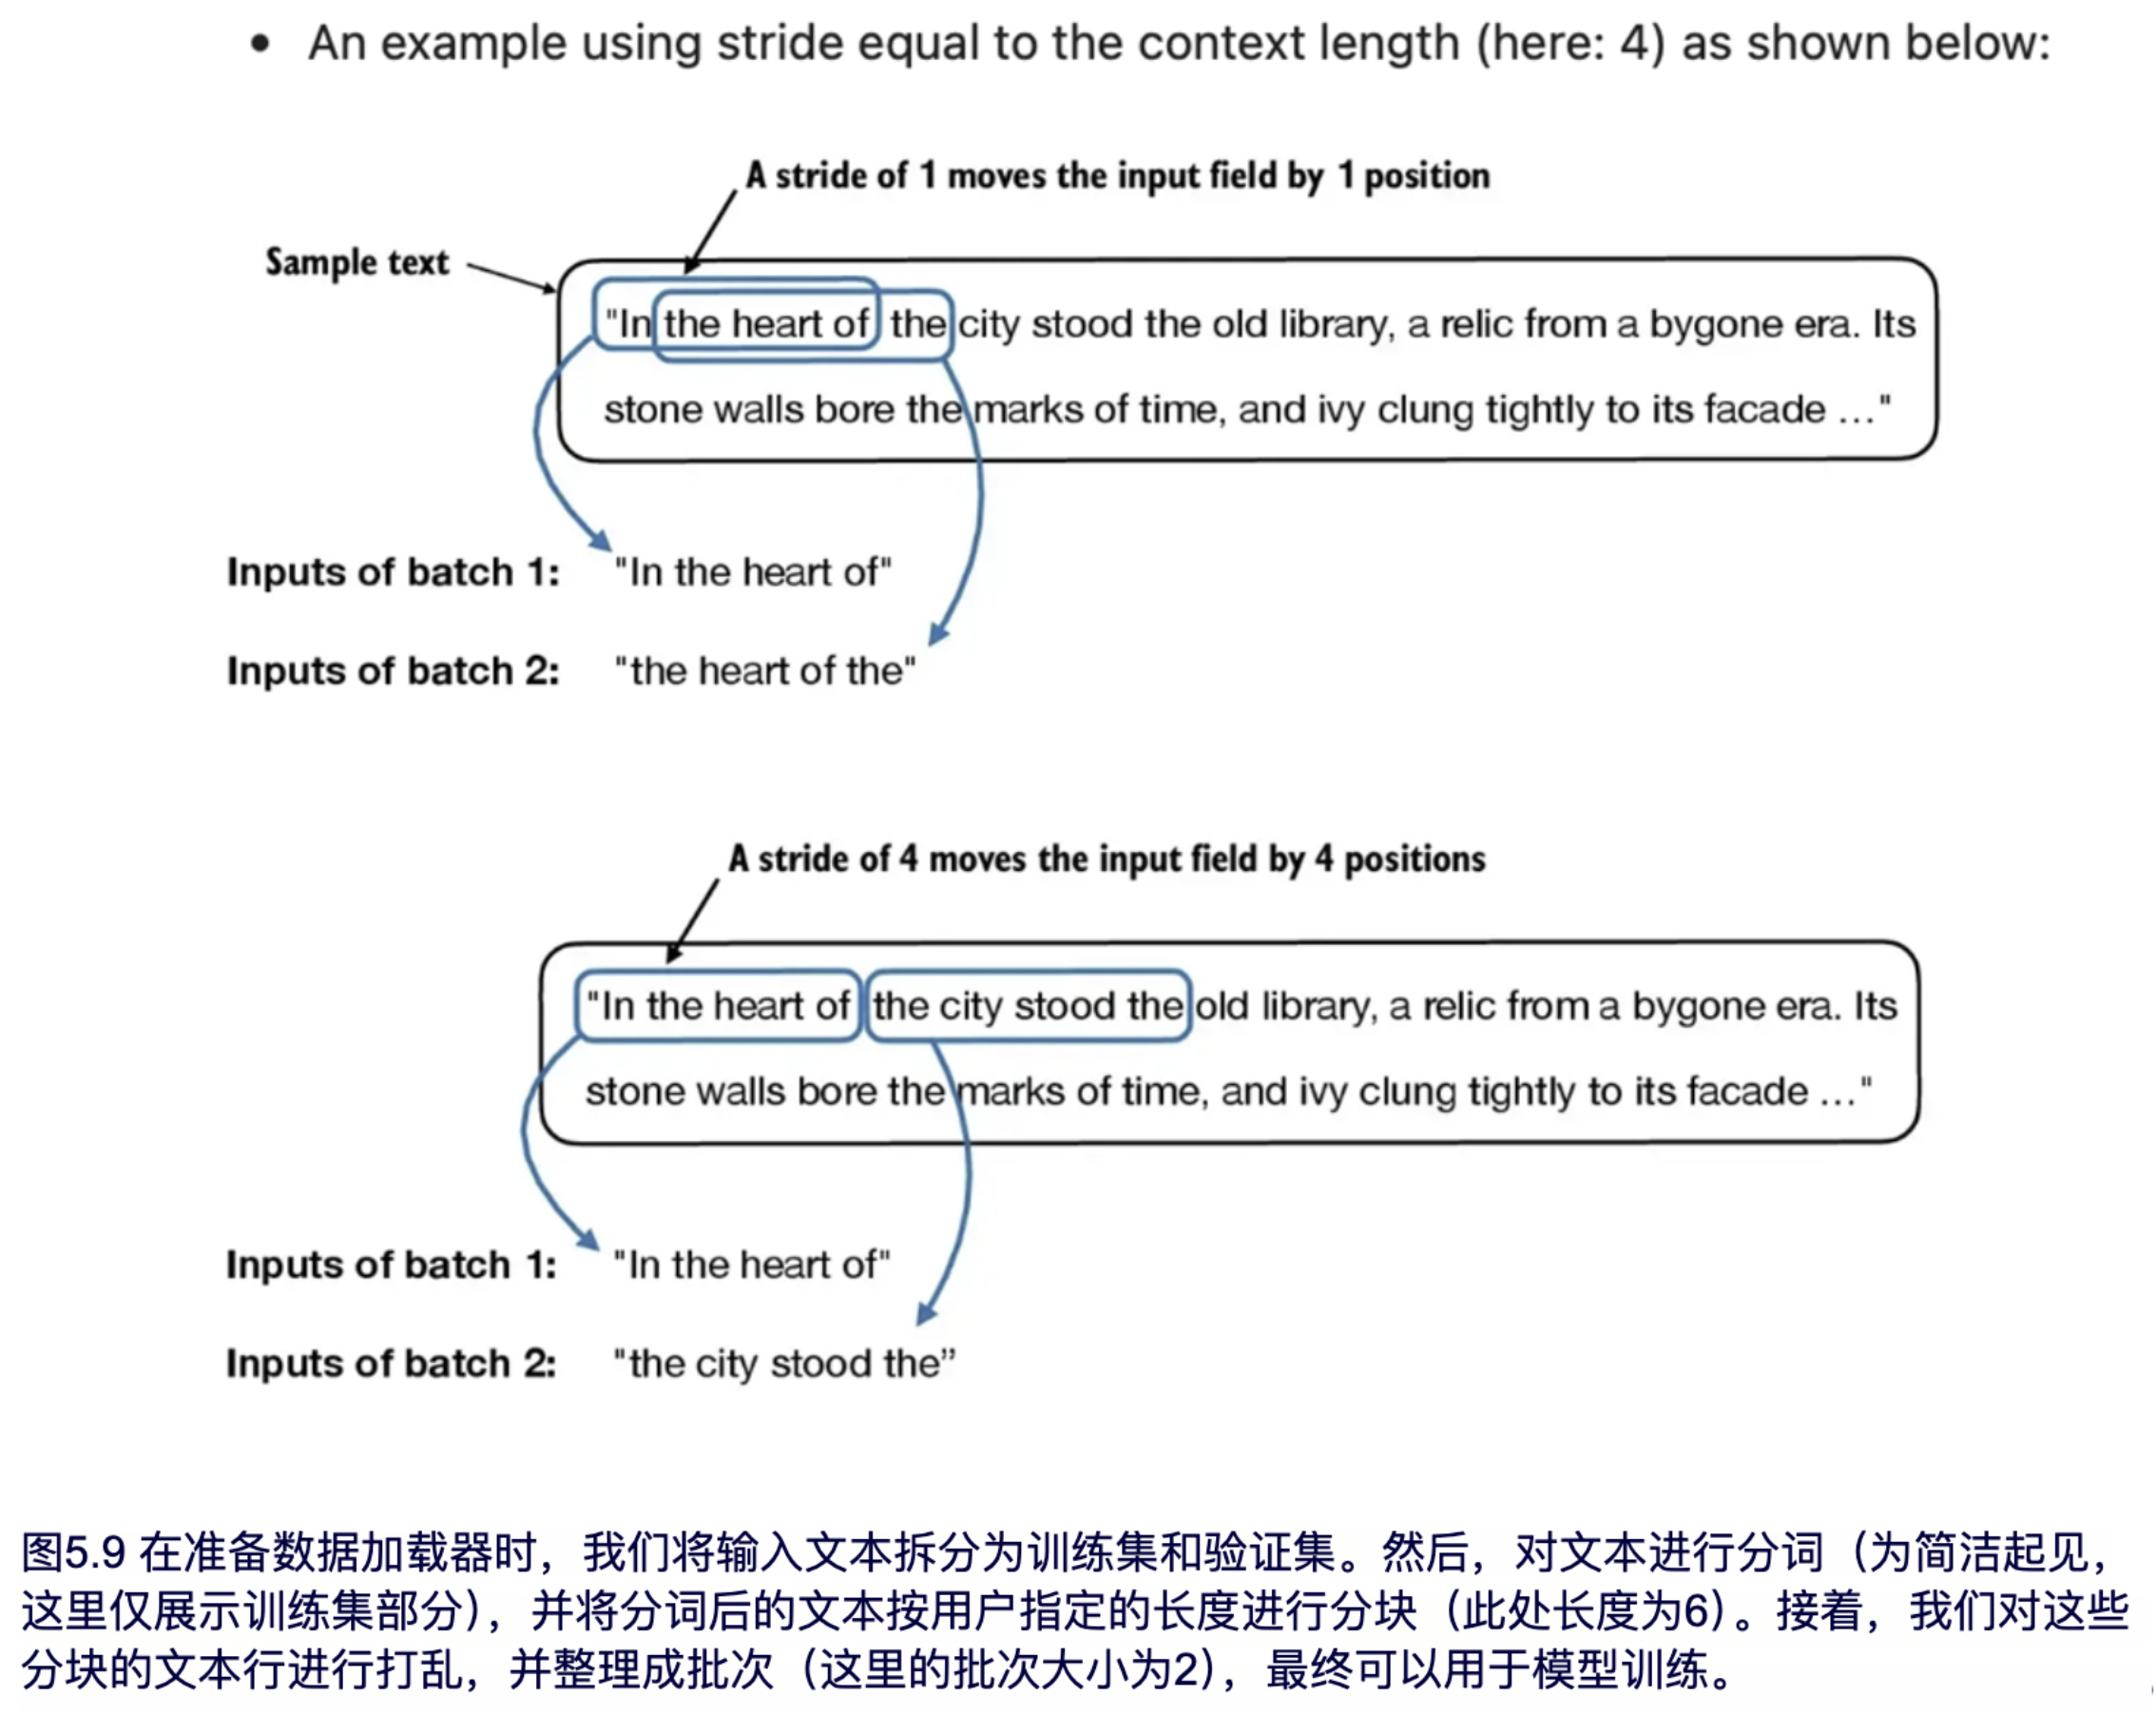 • An example using stride equal to the context length (here: 4) as shown below:
A stride of 1 moves the input field by 1 position
Sample text
"In the heart of the city stood the old library, a relic from a bygone era. Its
stone walls bore the marks of time, and ivy clung tightly to its facade ..."
Inputs of batch 1: "In the heart of"
Inputs of batch 2: "the heart of the"
A stride of 4 moves the input field by 4 positions
"In the heart of the city stood the old library, a relic from a bygone era. Its
stone walls bore the marks of time, and ivy clung tightly to its facade ..."
Inputs of batch 1: "In the heart of"
Inputs of batch 2: "the city stood the”
图5.9 在准备数据加载器时，我们将输入文本拆分为训练集和验证集。然后，对文本进行分词（为简洁起见，
这里仅展示训练集部分），并将分词后的文本按用户指定的长度进行分块（此处长度为6）。接着，我们对这些
分块的文本行进行打乱，并整理成批次（这里的批次大小为2），最终可以用于模型训练。